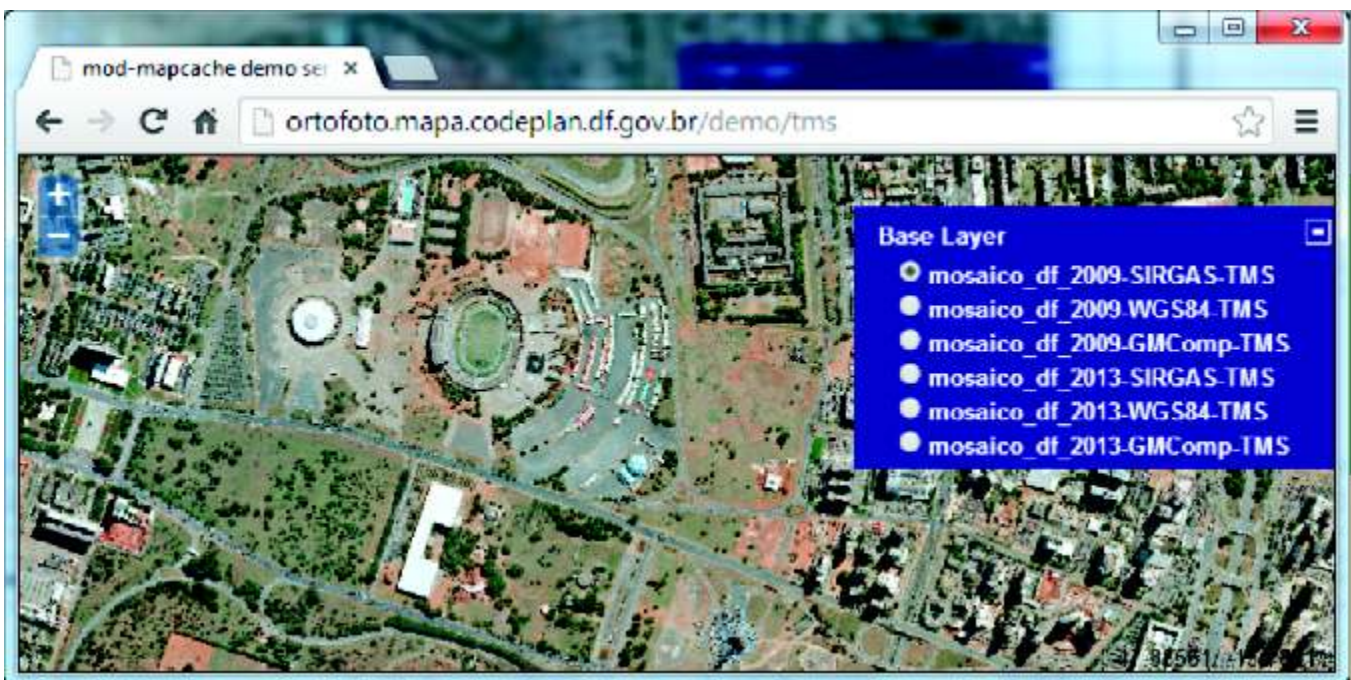 mod-mapcache demo ser
ortofoto.mapa.codeplan.df.gov.br/demo/tms
Base Layer
mosaico_df_2009-SIRGAS-TMS
mosaico_df_2009-WGS84-TMS
mosaico_df_2009-GMComp-TMS
mosaico_df_2013-SIRGAS-TMS
mosaico_df_2013-WGS84-TMS
mosaico_df_2013-GMComp-TMS